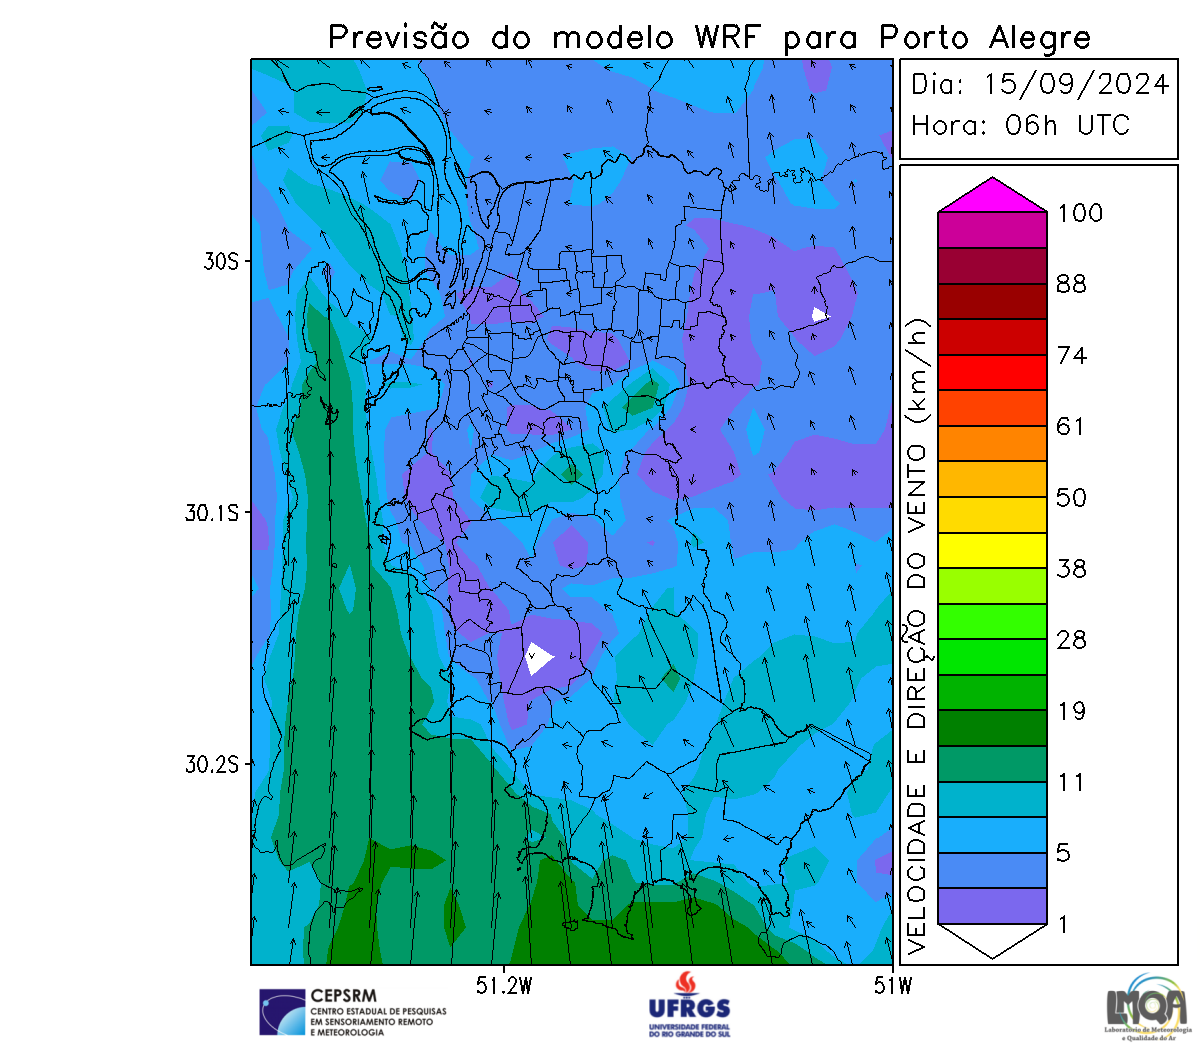 Previsão do modelo WRF para Porto Alegre
Dia: 15/09/2024
Hora: 06h UTC
30S
30.1S
30.2S
51.2W
51W
VELOCIDADE E DIREÇÃO DO VENTO (km/h)
100
88
74
61
50
38
28
19
11
5
1
CEPSRM
CENTRO ESTADUAL DE PESQUISAS
EM SENSORIAMENTO REMOTO
E METEOROLOGIA
UFRGS
UNIVERSIDADE FEDERAL
DO RIO GRANDE DO SUL
LMQA
Laboratório de Meteorologia
e Qualidade do Ar